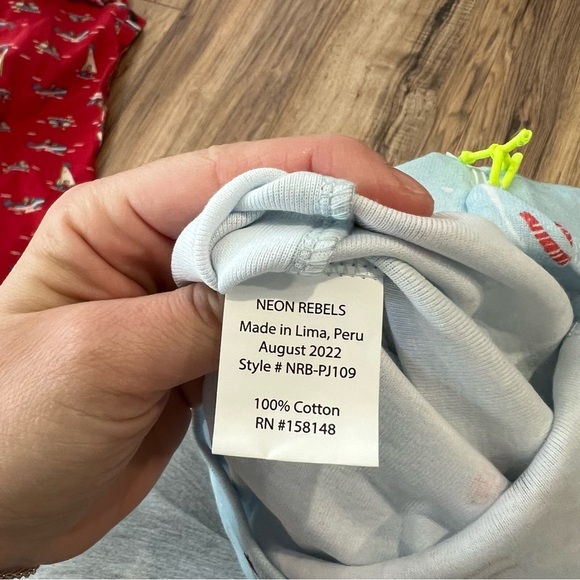 NEON REBELS
Made in Lima, Peru
August 2022
Style # NRB-PJ109
100% Cotton
RN #158148